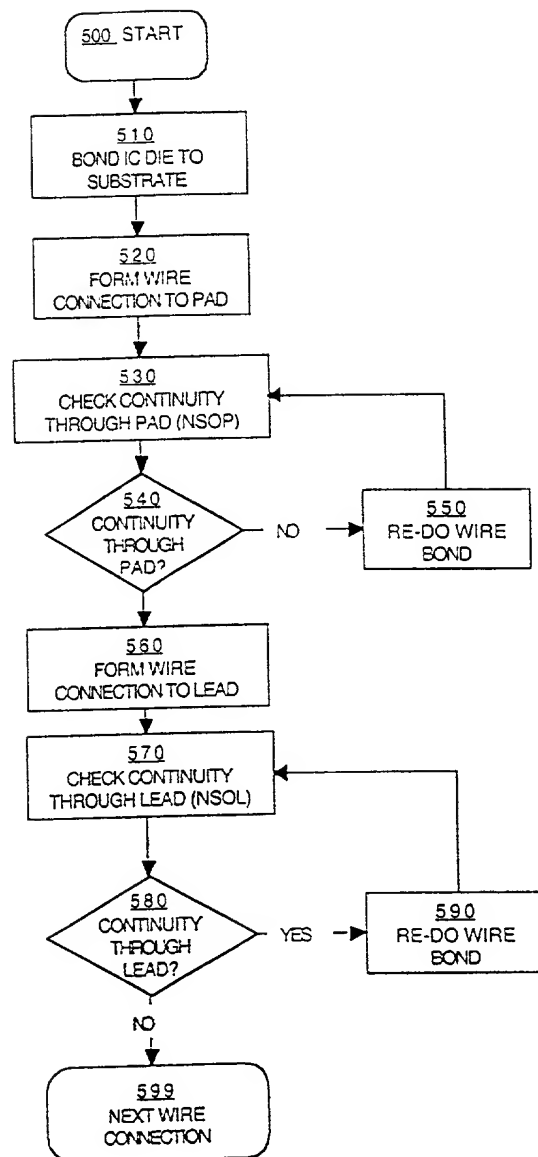 500 START
510
BOND IC DIE TO
SUBSTRATE
520
FORM WIRE
CONNECTION TO PAD
530
CHECK CONTINUITY
THROUGH PAD (NSOP)
540
CONTINUITY
THROUGH
PAD?
NO
550
RE-DO WIRE
BOND
560
FORM WIRE
CONNECTION TO LEAD
570
CHECK CONTINUITY
THROUGH LEAD (NSOL)
580
CONTINUITY
THROUGH
LEAD?
YES
590
RE-DO WIRE
BOND
NO
599
NEXT WIRE
CONNECTION